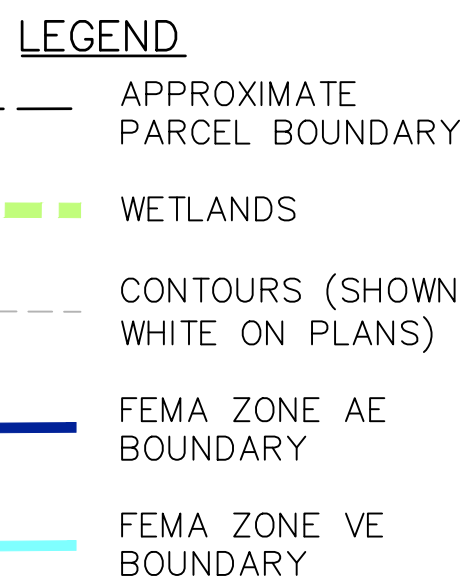 LEGEND
APPROXIMATE
PARCEL BOUNDARY
WETLANDS
CONTOURS (SHOWN
WHITE ON PLANS)
FEMA ZONE AE
BOUNDARY
FEMA ZONE VE
BOUNDARY